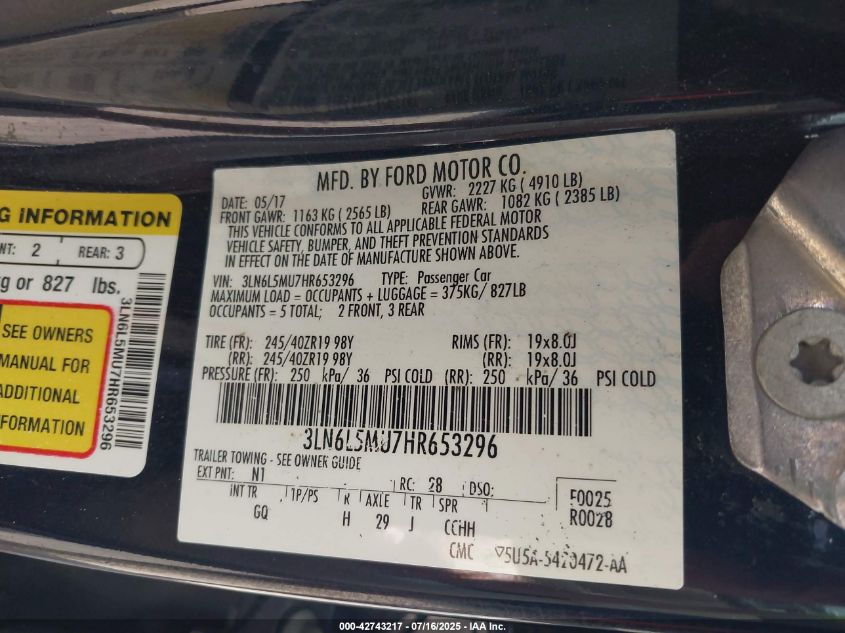 MFD. BY FORD MOTOR CO.
DATE: 05/17 GVWR: 2227 KG ( 4910 LB)
FRONT GAWR: 1163 KG ( 2565 LB) REAR GAWR: 1082 KG ( 2385 LB)
THIS VEHICLE CONFORMS TO ALL APPLICABLE FEDERAL MOTOR
VEHICLE SAFETY, BUMPER, AND THEFT PREVENTION STANDARDS
IN EFFECT ON THE DATE OF MANUFACTURE SHOWN ABOVE.
VIN: 3LN6L5MU7HR653296 TYPE: Passenger Car
MAXIMUM LOAD = OCCUPANTS + LUGGAGE = 375KG/ 827LB
OCCUPANTS = 5 TOTAL; 2 FRONT, 3 REAR
TIRE (FR): 245/40ZR19 98Y RIMS (FR): 19x8.0J
(RR): 245/40ZR19 98Y (RR): 19x8.0J
PRESSURE (FR): 250 kPa/ 36 PSI COLD (RR): 250 kPa/ 36 PSI COLD
3LN6L5MU7HR653296
TRAILER TOWING - SEE OWNER GUIDE
EXT PNT: N1 RC: 28 DSO: F0025
INT TR TP/PS R AXLE TR SPR R0028
GQ H 29 J CCHH
CMC ▽5U5A-5420472-AA
G INFORMATION
NT: 2 REAR: 3
kg or 827 lbs.
SEE OWNERS
MANUAL FOR
ADDITIONAL
INFORMATION
3LN6L5MU7HR653296
000-42743217 - 07/16/2025 - IAA Inc.